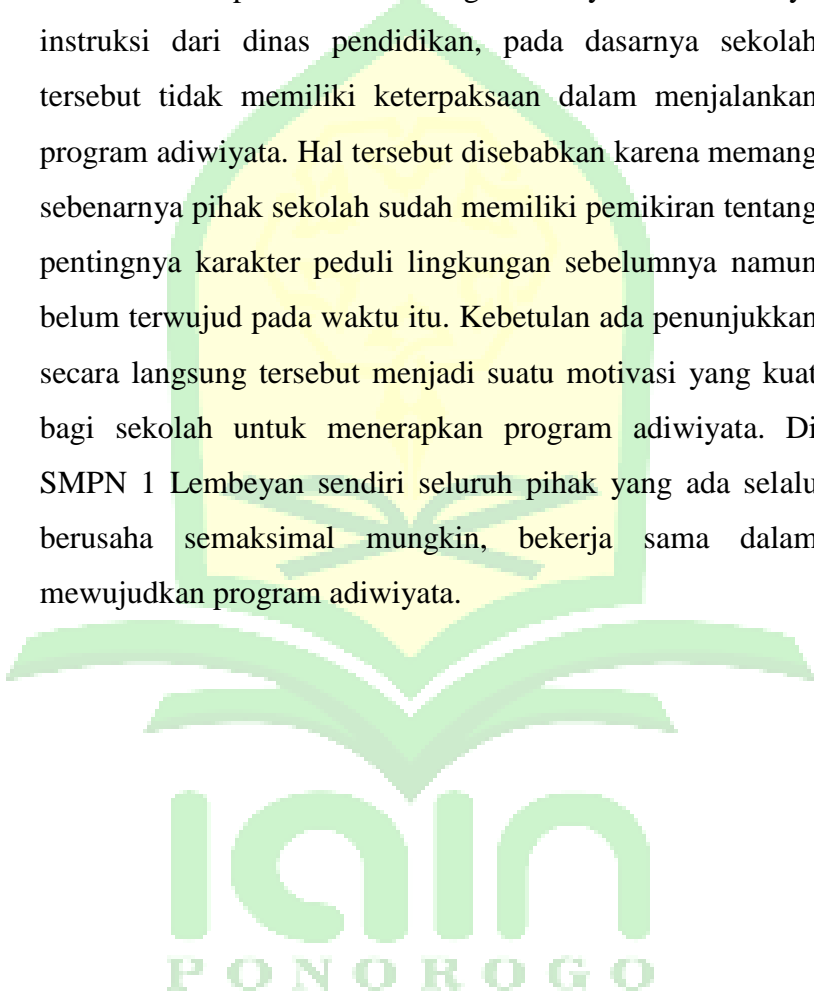 instruksi dari dinas pendidikan, pada dasarnya sekolah
tersebut tidak memiliki keterpaksaan dalam menjalankan
program adiwiyata. Hal tersebut disebabkan karena memang
sebenarnya pihak sekolah sudah memiliki pemikiran tentang
pentingnya karakter peduli lingkungan sebelumnya namun
belum terwujud pada waktu itu. Kebetulan ada penunjukkan
secara langsung tersebut menjadi suatu motivasi yang kuat
bagi sekolah untuk menerapkan program adiwiyata. Di
SMPN 1 Lembeyan sendiri seluruh pihak yang ada selalu
berusaha semaksimal mungkin, bekerja sama dalam
mewujudkan program adiwiyata.
iain
PONOROGO